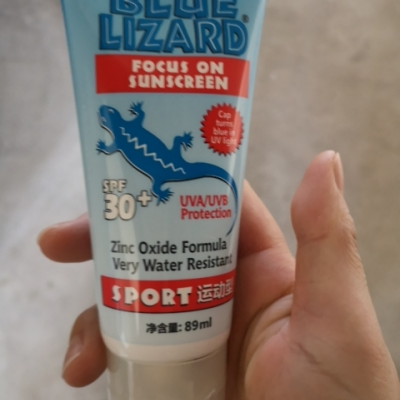 BLUE
LIZARD®
FOCUS ON
SUNSCREEN
Cap
turns
blue in
UV light
SPF
30+
UVA/UVB
Protection
Zinc Oxide Formula
Very Water Resistant
SPORT 运动型
净含量: 89ml